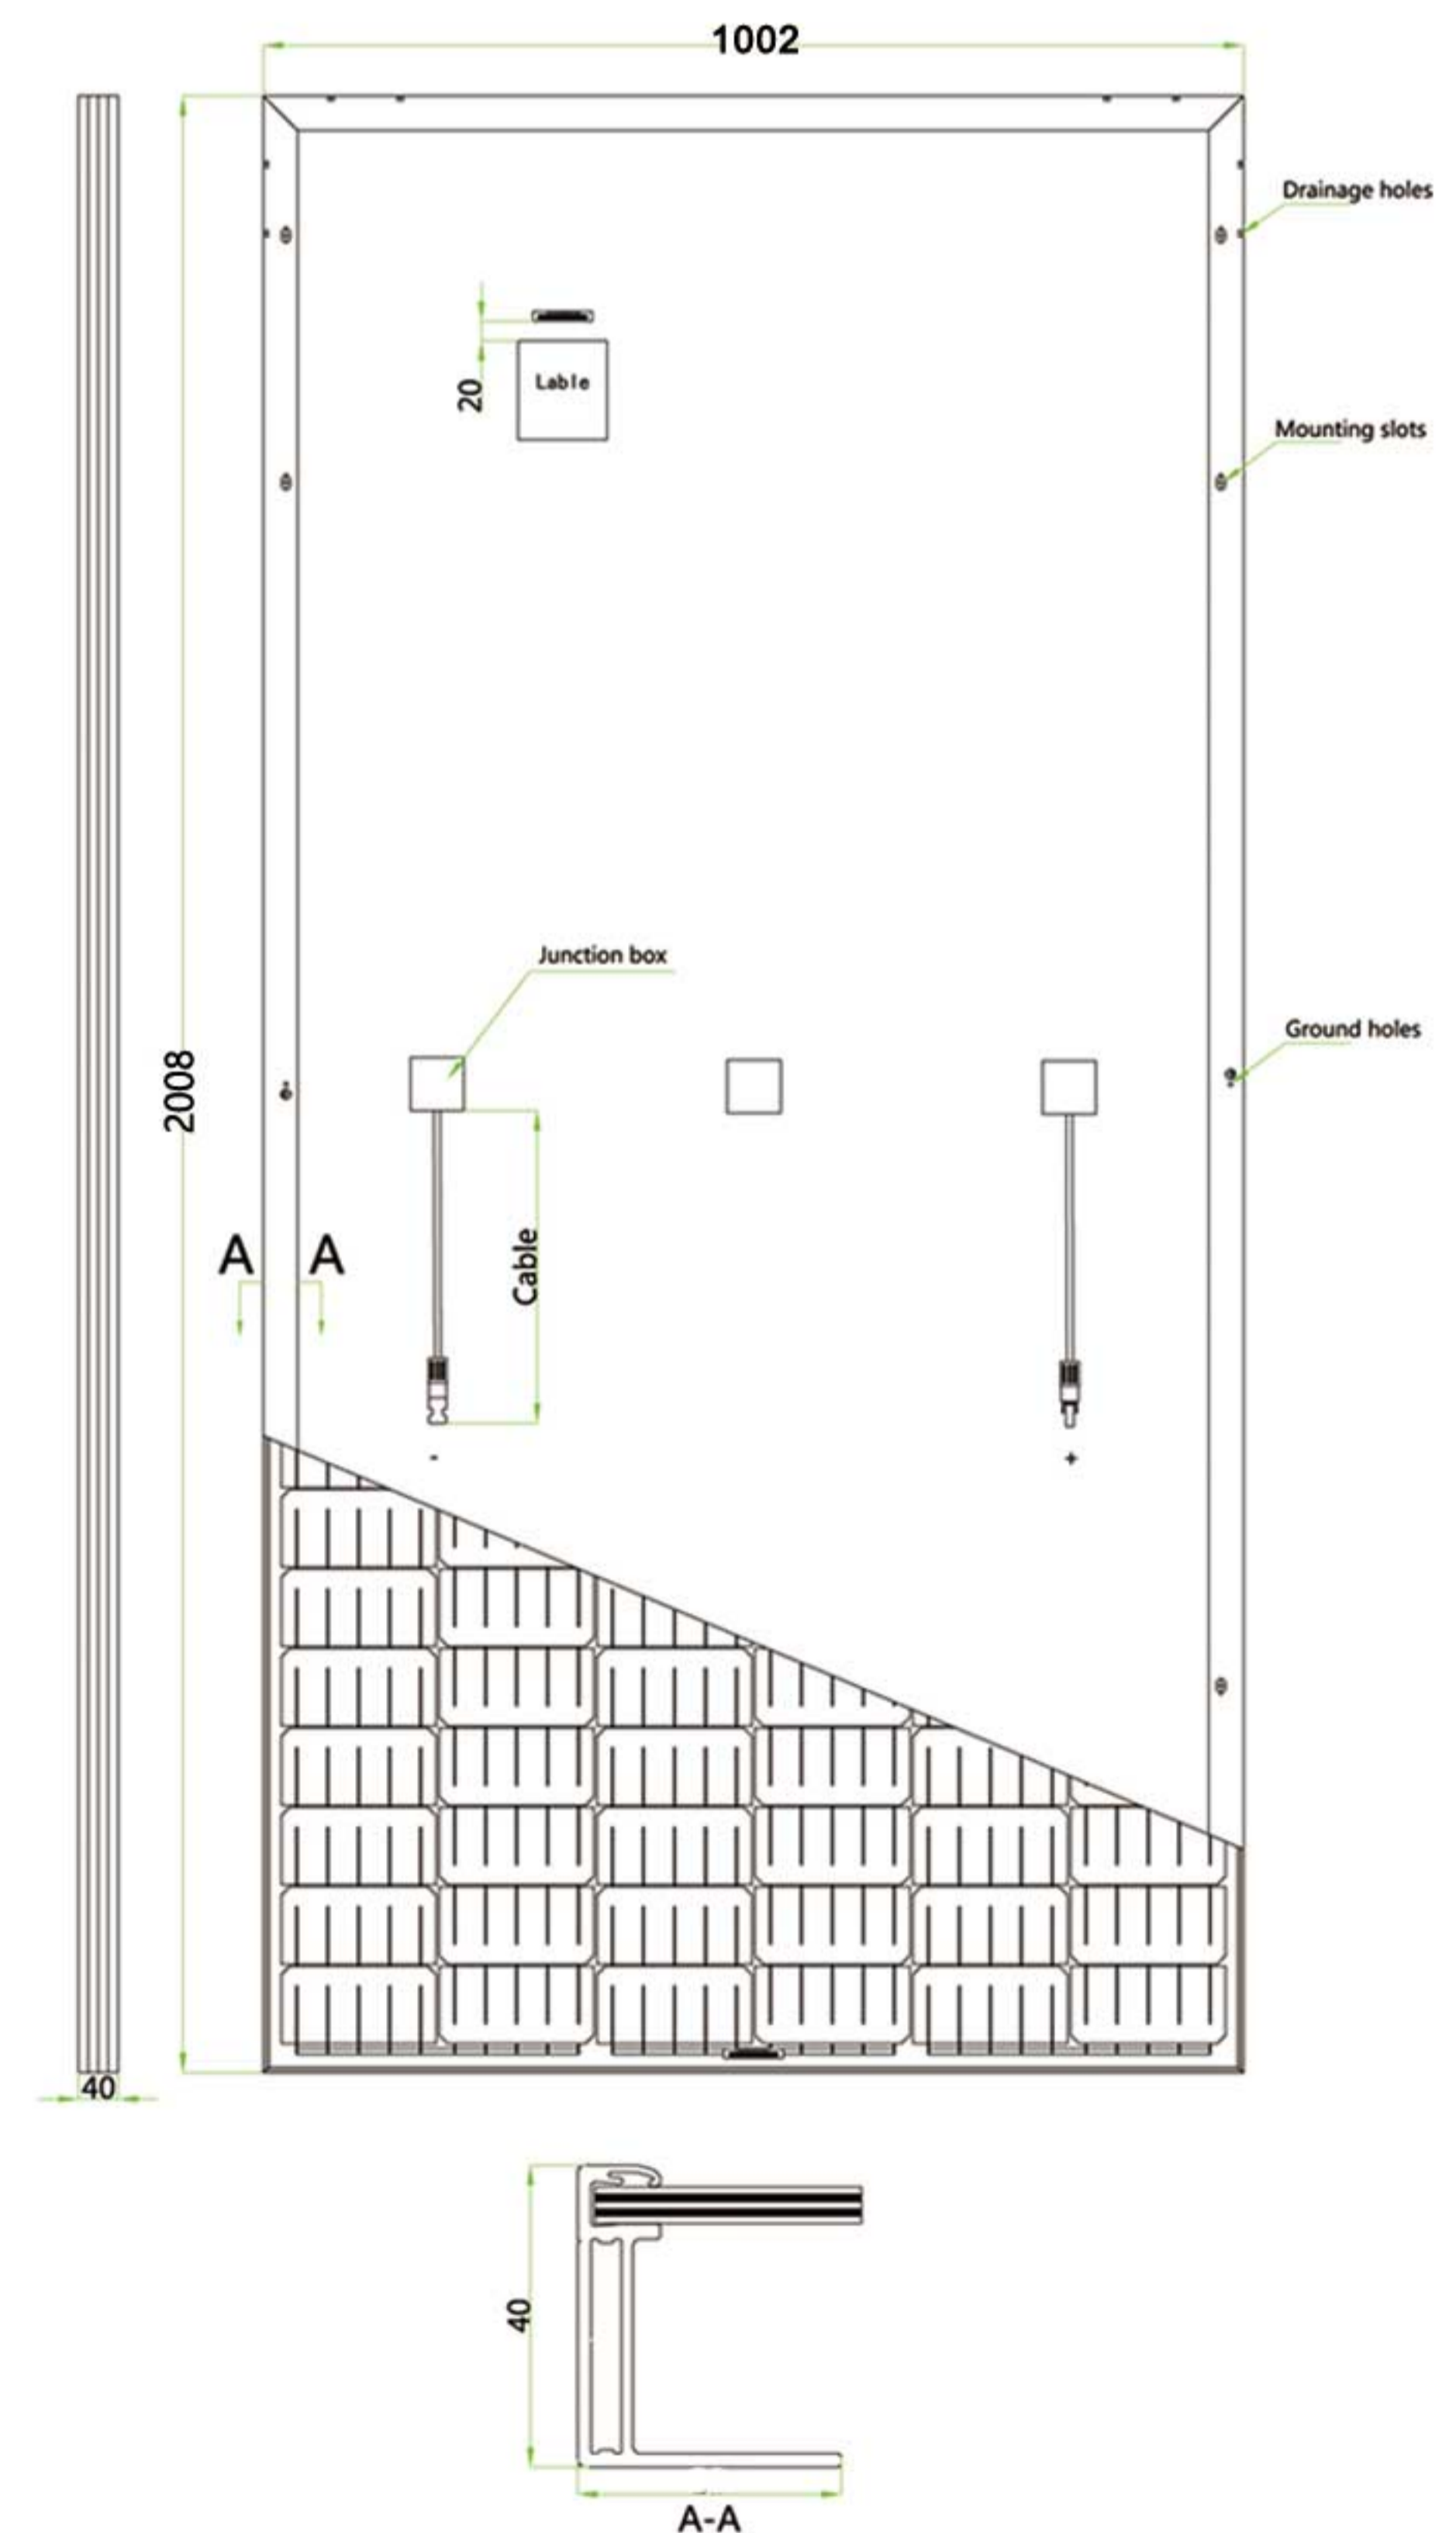 1002
Drainage holes
Lable
20
Mounting slots
Junction box
Ground holes
2008
A A
Cable
-
+
40
40
A-A